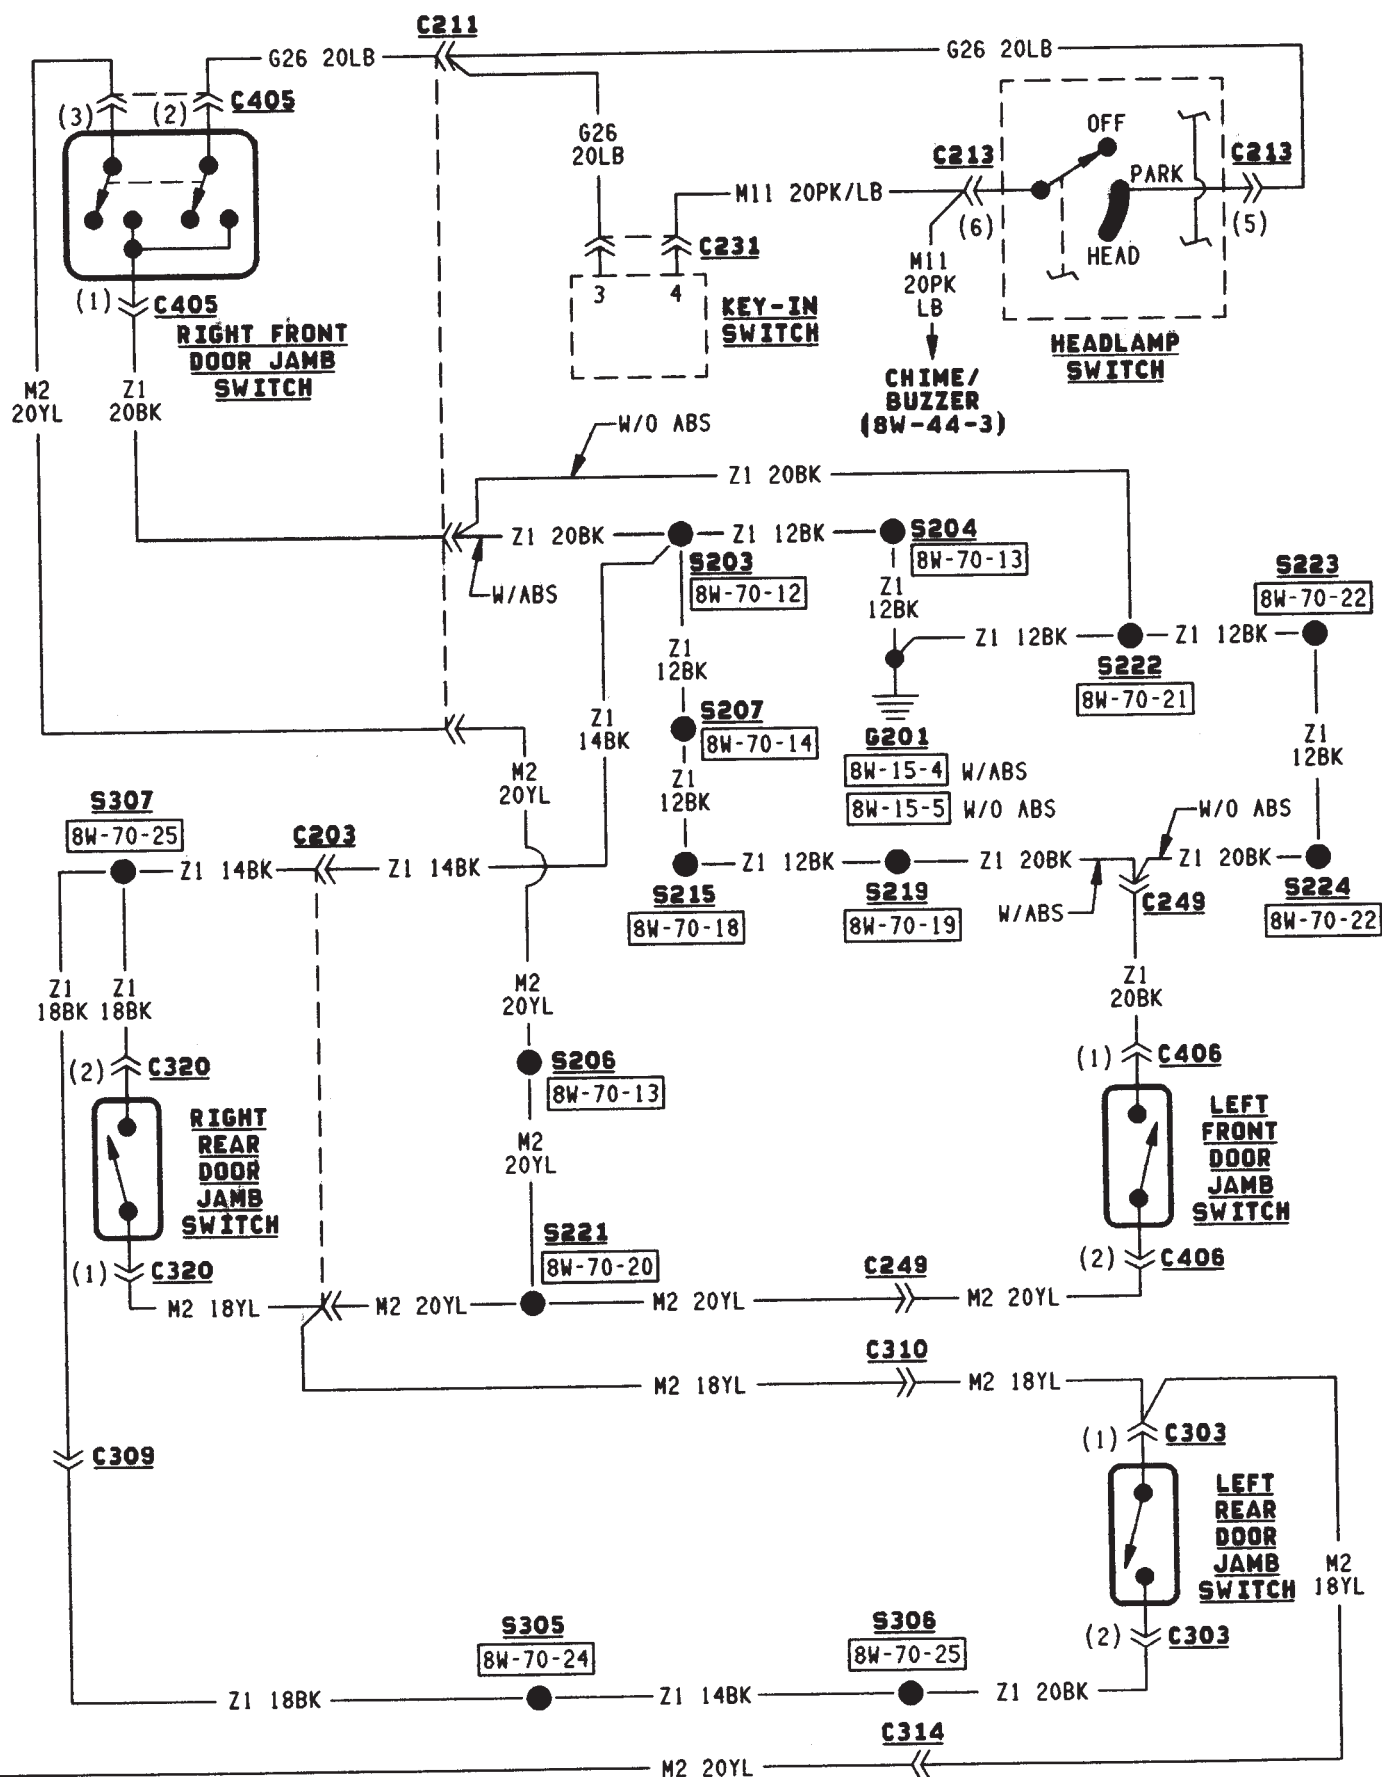 C211
G26 20LB
G26 20LB
(3)
(2)
C405
G26
20LB
OFF
C213
C213
PARK
M11 20PK/LB
(6)
(5)
HEAD
C231
M11
20PK
LB
3
4
(1)
C405
KEY-IN
SWITCH
RIGHT FRONT
DOOR JAMB
SWITCH
HEADLAMP
SWITCH
M2
20YL
Z1
20BK
CHIME/
BUZZER
(8W-44-3)
W/O ABS
Z1 20BK
Z1 20BK
Z1 12BK
S204
8W-70-13
S203
8W-70-12
W/ABS
Z1
12BK
S223
8W-70-22
Z1 12BK
Z1 12BK
S222
8W-70-21
Z1
12BK
S207
8W-70-14
Z1
14BK
G201
8W-15-4 W/ABS
8W-15-5 W/O ABS
Z1
12BK
M2
20YL
Z1
12BK
S307
8W-70-25
C203
W/O ABS
Z1 14BK
Z1 14BK
Z1 12BK
Z1 20BK
Z1 20BK
S215
8W-70-18
S219
8W-70-19
W/ABS
C249
S224
8W-70-22
Z1
18BK
Z1
18BK
M2
20YL
Z1
20BK
(2)
C320
S206
8W-70-13
(1)
C406
RIGHT
REAR
DOOR
JAMB
SWITCH
M2
20YL
LEFT
FRONT
DOOR
JAMB
SWITCH
S221
8W-70-20
(1)
C320
C249
(2)
C406
M2 18YL
M2 20YL
M2 20YL
M2 20YL
C310
M2 18YL
M2 18YL
C309
(1)
C303
LEFT
REAR
DOOR
JAMB
SWITCH
M2
18YL
S305
8W-70-24
S306
8W-70-25
(2)
C303
Z1 18BK
Z1 14BK
Z1 20BK
C314
M2 20YL